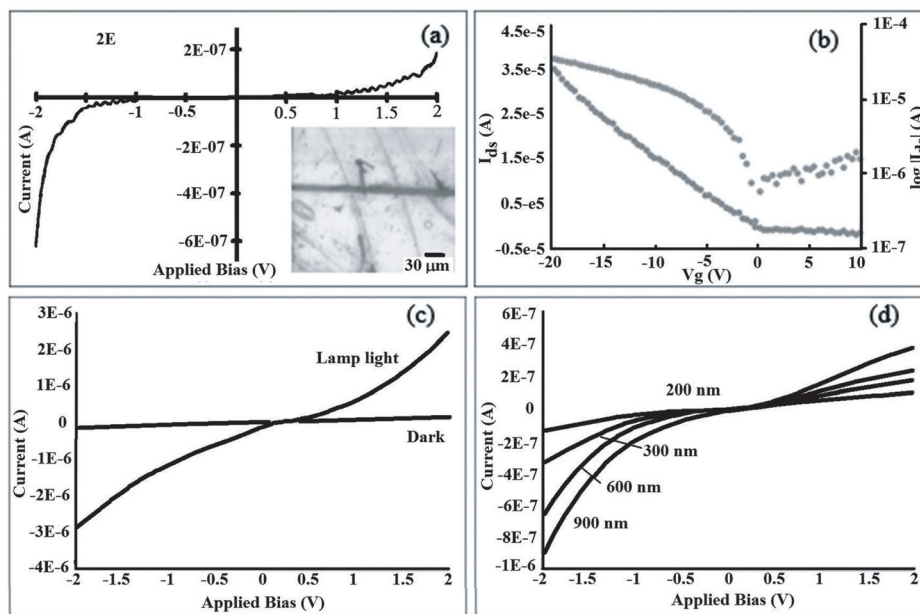 2E
(a)
2E-07
-2
-1.5
-1
-0.5
0
0.5
1
1.5
2
-2E-07
-4E-07
-6E-07
Current (A)
Applied Bias (V)
30 μm
(b)
4.5e-5
3.5e-5
2.5e-5
1.5e-5
0.5e-5
-0.5e-5
Ids (A)
1E-4
1E-5
1E-6
1E-7
-20
-15
-10
-5
0
5
10
Vg (V)
(c)
3E-6
2E-6
1E-6
0
-1E-6
-2E-6
-3E-6
-4E-6
Current (A)
Lamp light
Dark
-2
-1.5
-1
-0.5
0
0.5
1
1.5
2
Applied Bias (V)
(d)
6E-7
4E-7
2E-7
0
-2E-7
-4E-7
-6E-7
-8E-7
-1E-6
Current (A)
200 nm
300 nm
600 nm
900 nm
-2
-1.5
-1
-0.5
0
0.5
1
1.5
2
Applied Bias (V)